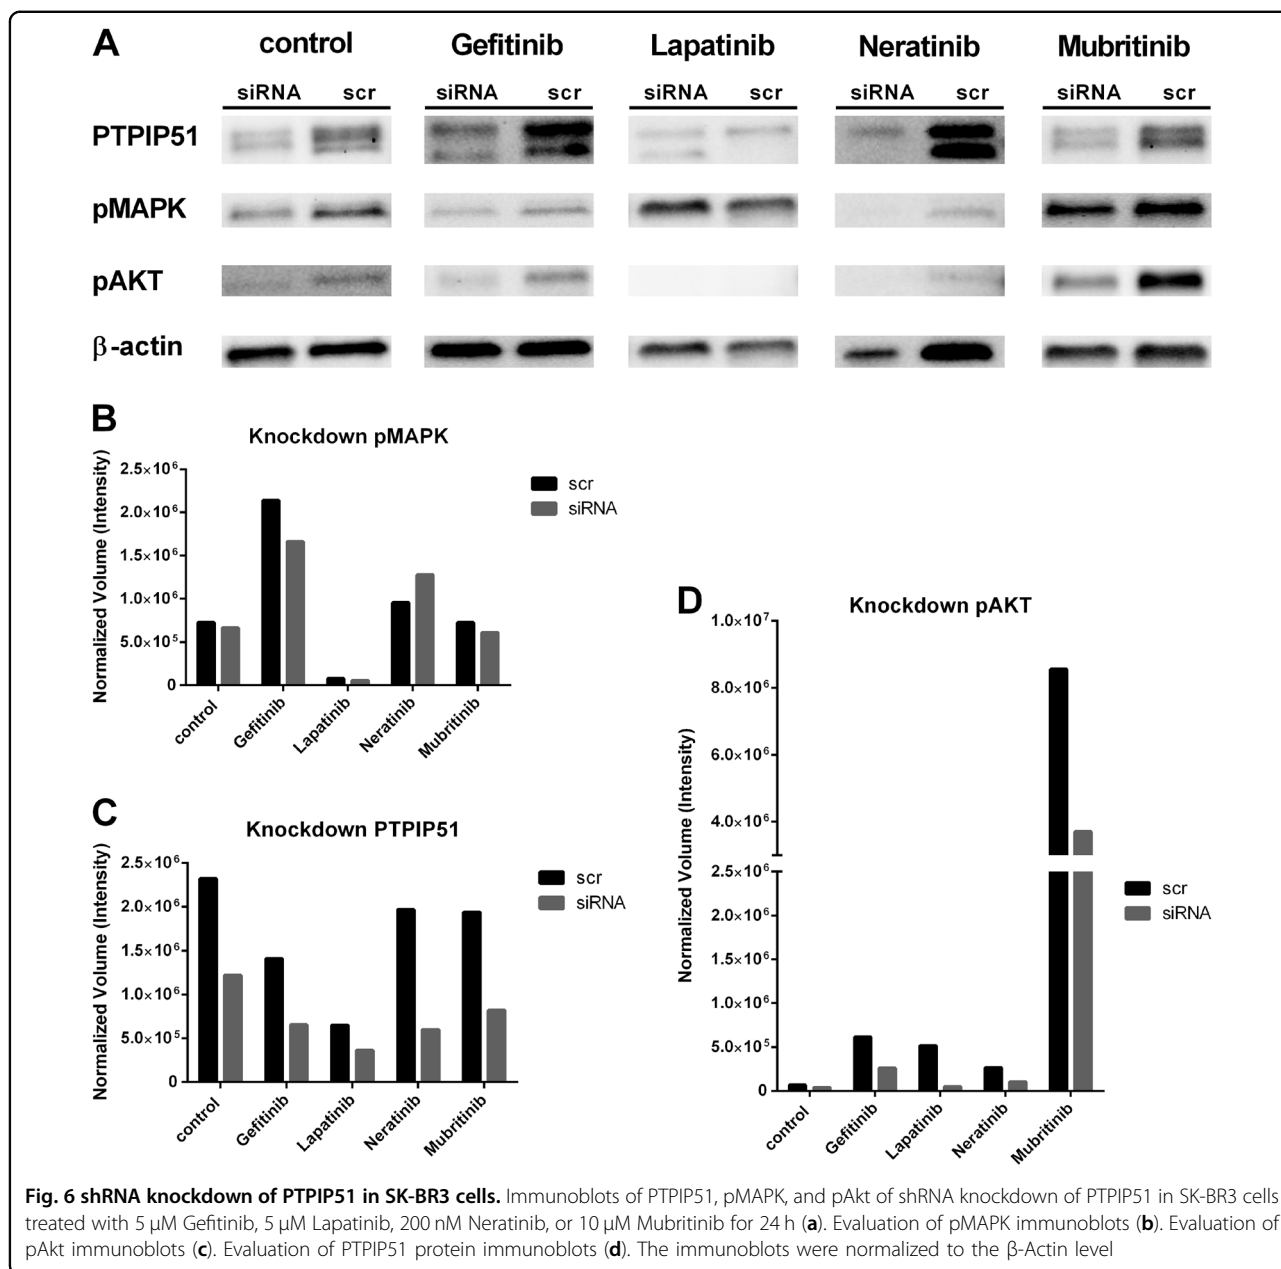 A
control Gefitinib Lapatinib Neratinib Mubritinib
siRNA scr siRNA scr siRNA scr siRNA scr siRNA scr
PTPIP51
pMAPK
pAKT
β-actin
B
Knockdown pMAPK
Normalized Volume (Intensity)
2.5×10⁶
2.0×10⁶
1.5×10⁶
1.0×10⁶
5.0×10⁵
0
control Gefitinib Lapatinib Neratinib Mubritinib
scr
siRNA
C
Knockdown PTPIP51
Normalized Volume (Intensity)
2.5×10⁶
2.0×10⁶
1.5×10⁶
1.0×10⁶
5.0×10⁵
0
control Gefitinib Lapatinib Neratinib Mubritinib
scr
siRNA
D
Knockdown pAKT
Normalized Volume (Intensity)
1.0×10⁷
8.0×10⁶
6.0×10⁶
4.0×10⁶
2.5×10⁶
2.0×10⁶
1.5×10⁶
1.0×10⁶
5.0×10⁵
0
control Gefitinib Lapatinib Neratinib Mubritinib
scr
siRNA
Fig. 6 shRNA knockdown of PTPIP51 in SK-BR3 cells. Immunoblots of PTPIP51, pMAPK, and pAkt of shRNA knockdown of PTPIP51 in SK-BR3 cells
treated with 5 µM Gefitinib, 5 µM Lapatinib, 200 nM Neratinib, or 10 µM Mubritinib for 24 h (a). Evaluation of pMAPK immunoblots (b). Evaluation of
pAkt immunoblots (c). Evaluation of PTPIP51 protein immunoblots (d). The immunoblots were normalized to the β-Actin level